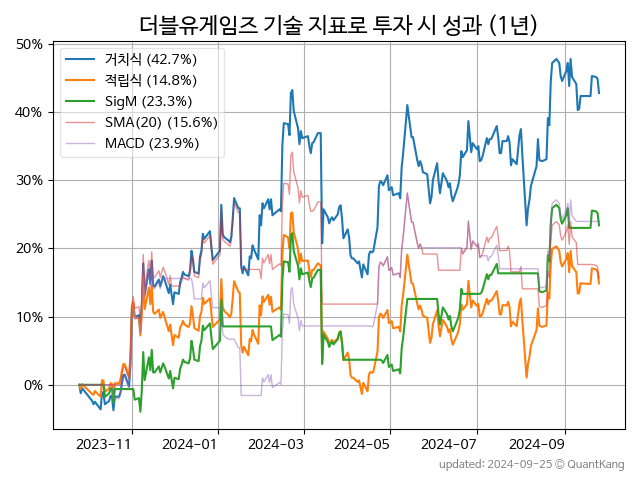 더블유게임즈 기술 지표로 투자 시 성과 (1년)
50%
40%
30%
20%
10%
0%
거치식 (42.7%)
적립식 (14.8%)
SigM (23.3%)
SMA(20) (15.6%)
MACD (23.9%)
2023-11 2024-01 2024-03 2024-05 2024-07 2024-09
updated: 2024-09-25 © QuantKang